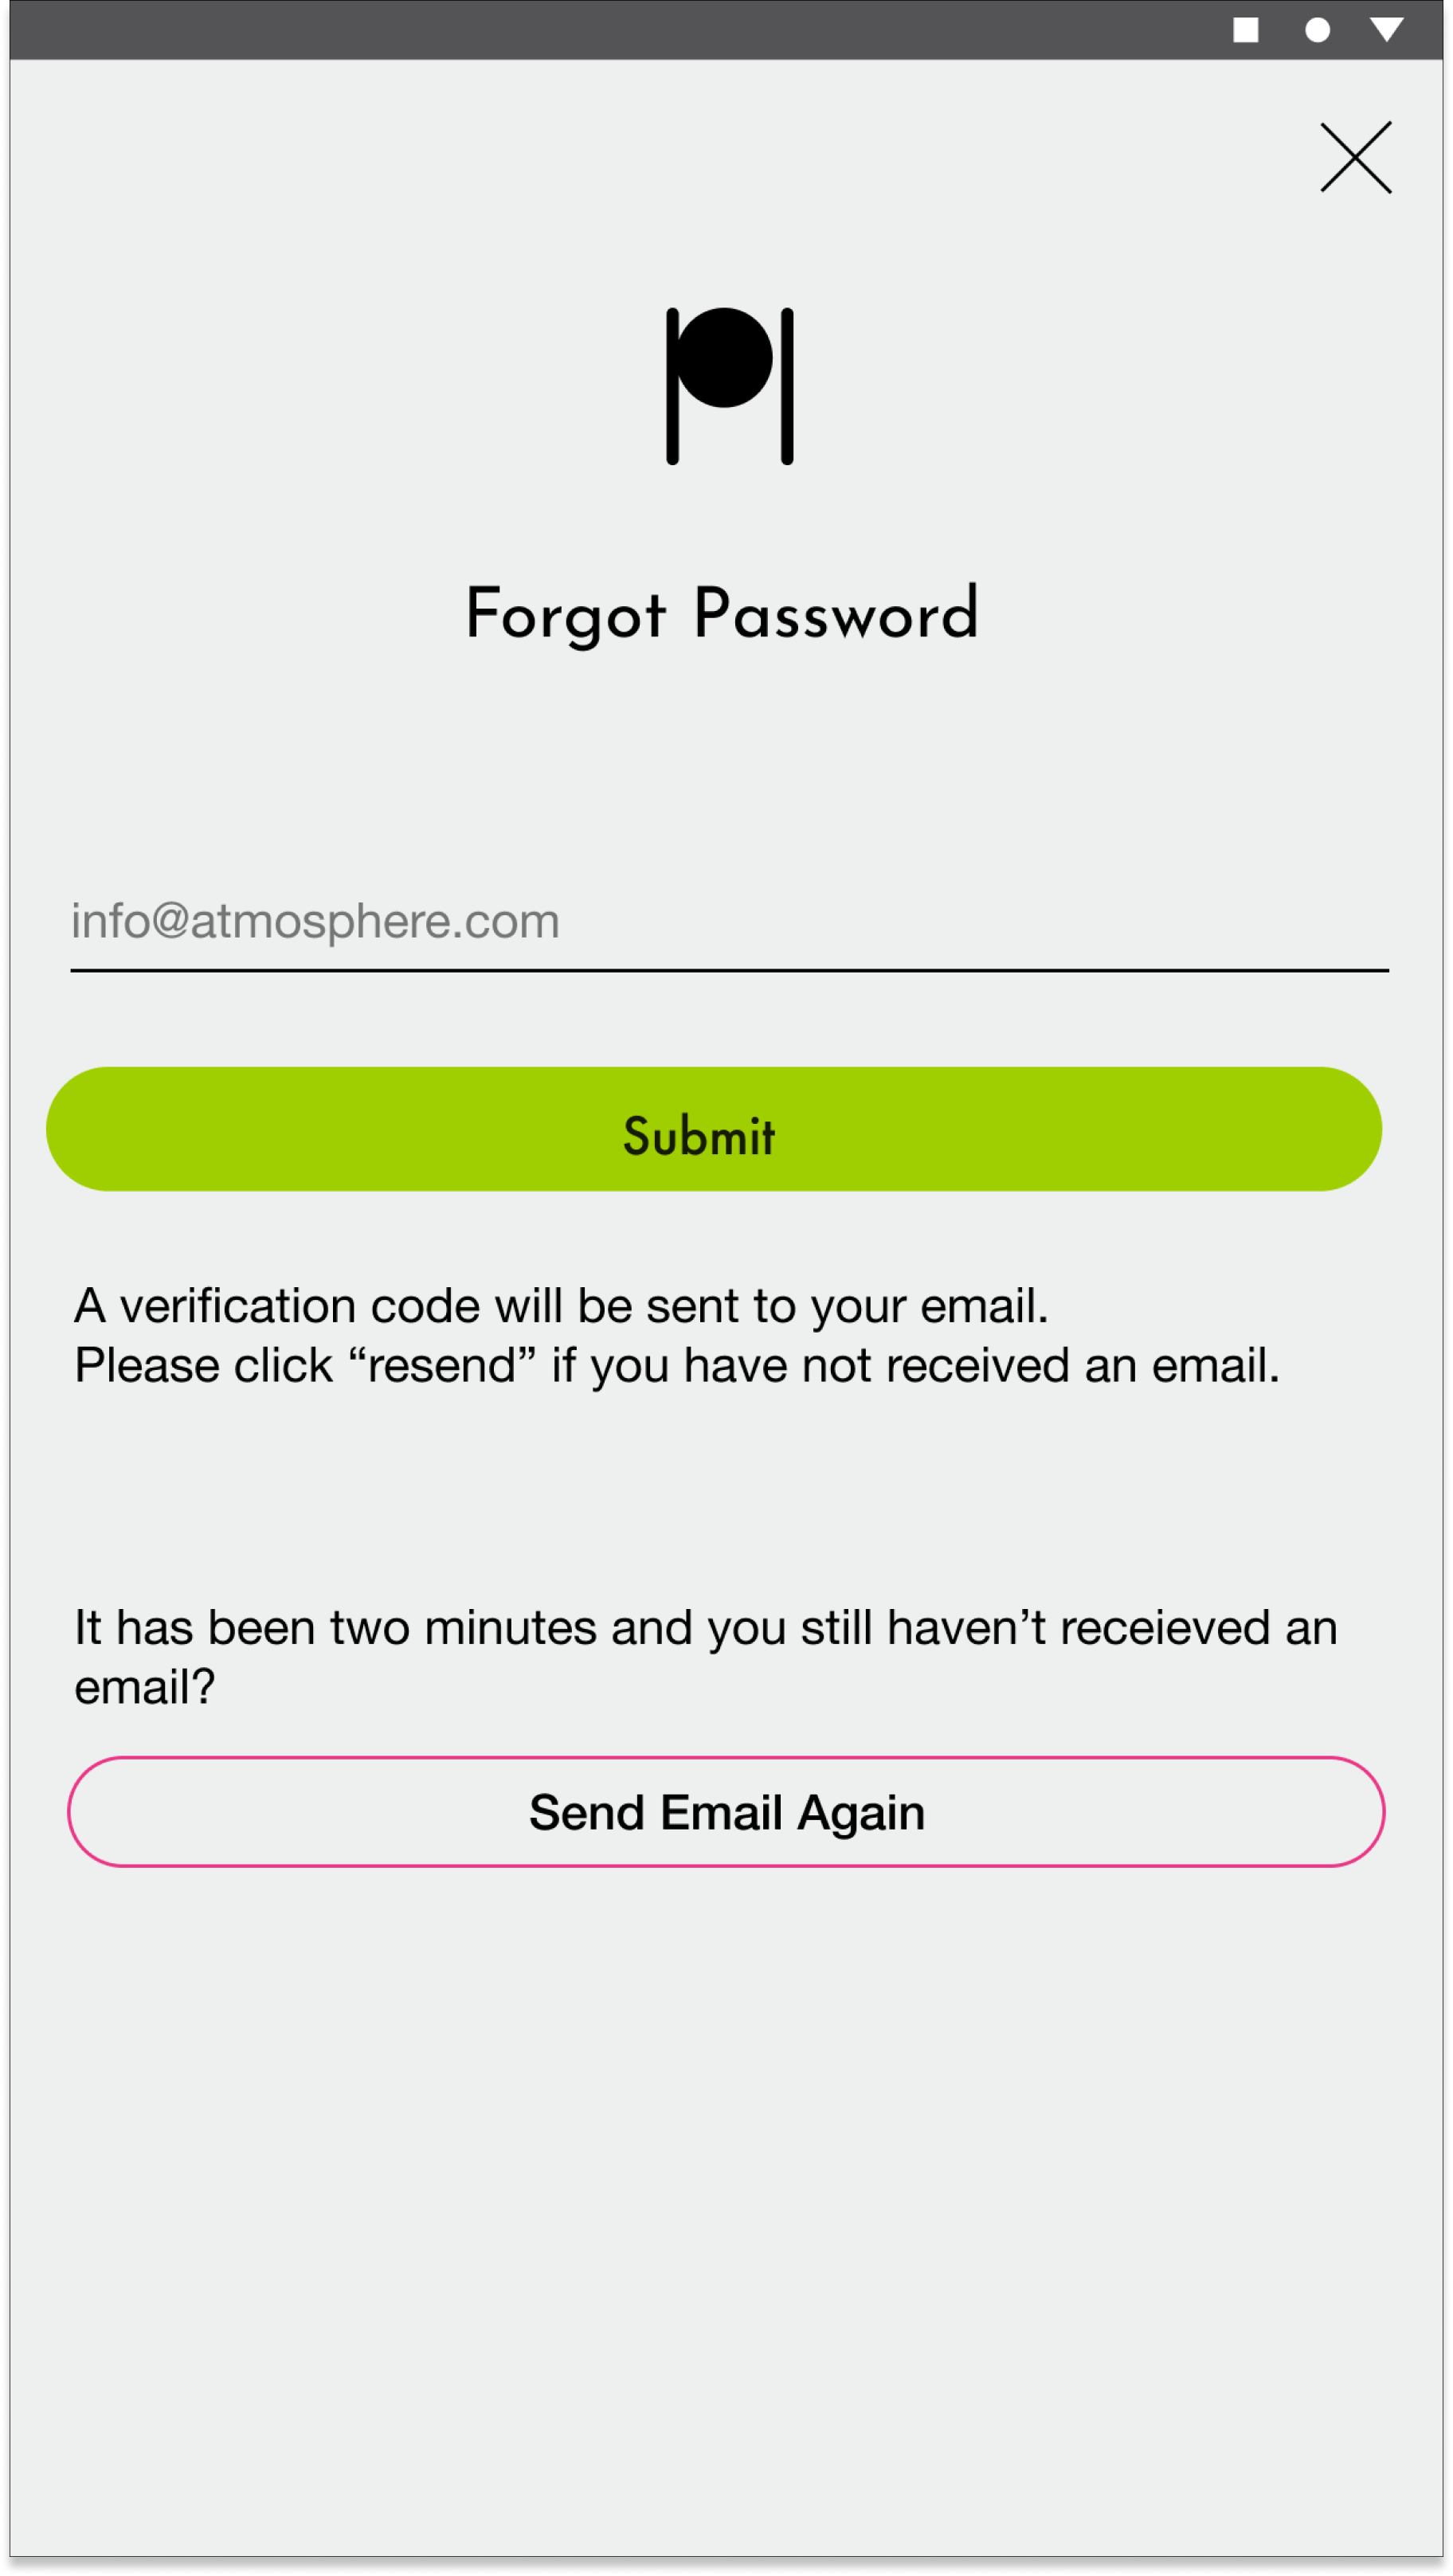 Forgot Password
info@atmosphere.com
Submit
A verification code will be sent to your email.
Please click “resend” if you have not received an email.
It has been two minutes and you still haven’t receieved an
email?
Send Email Again